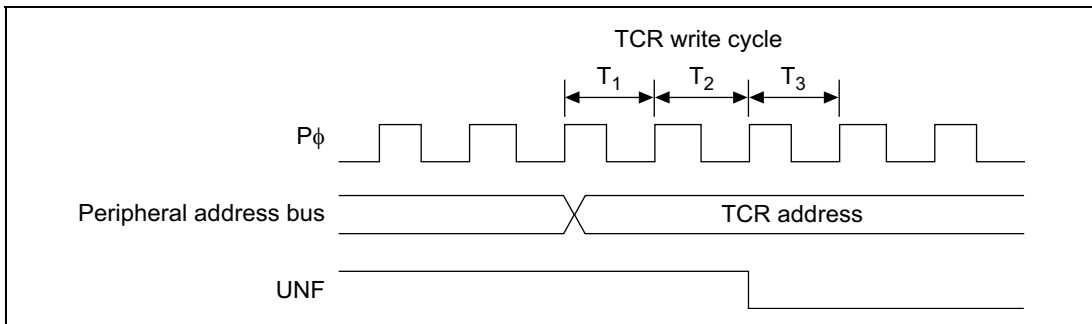 TCR write cycle
T1 T2 T3
Pϕ
Peripheral address bus
TCR address
UNF